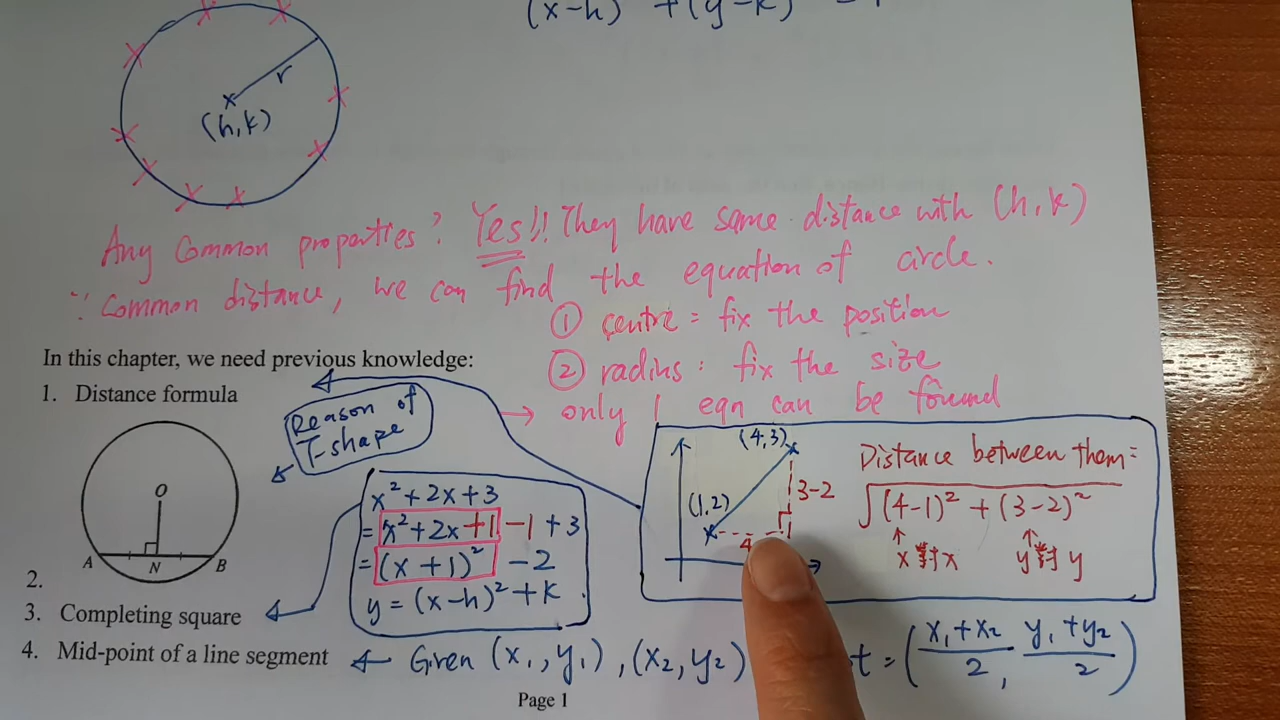 (x-h) +(y-k)
r
(h,k)
Any Common properties? Yes!! They have same distance with (h,k)
∵ Common distance, we can find the equation of circle.
① centre = fix the position
② radius : fix the size
→ only 1 eqn can be found
In this chapter, we need previous knowledge:
1. Distance formula
Reason of
T-shape
O
A N B
2.
3. Completing square
4. Mid-point of a line segment
x²+2x+3
= x²+2x+1-1+3
= (x+1)²-2
y = (x-h)²+k
(4,3)
(1,2)
3-2
4
Distance between them =
√(4-1)²+(3-2)²
x對x y對y
Given (x₁,y₁), (x₂,y₂) t = (x₁+x₂/2, y₁+y₂/2)
Page 1